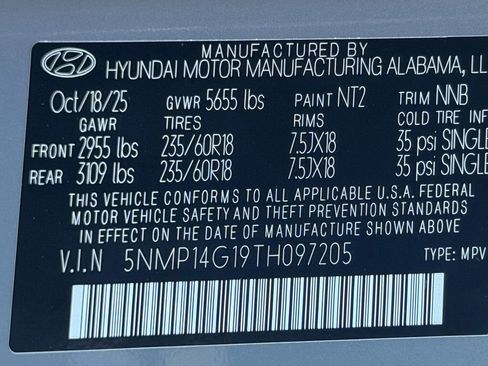 MANUFACTURED BY
HYUNDAI MOTOR MANUFACTURING ALABAMA, LL
Oct/18/25 GVWR 5655 lbs PAINT NT2 TRIM NNB
GAWR TIRES RIMS COLD TIRE INF
FRONT 2955 lbs 235/60R18 7.5JX18 35 psi SINGLE
REAR 3109 lbs 235/60R18 7.5JX18 35 psi SINGLE
THIS VEHICLE CONFORMS TO ALL APPLICABLE U.S.A. FEDERAL
MOTOR VEHICLE SAFETY AND THEFT PREVENTION STANDARDS
IN EFFECT ON THE DATE OF MANUFACTURE SHOWN ABOVE
V.I.N 5NMP14G19TH097205 TYPE: MPV